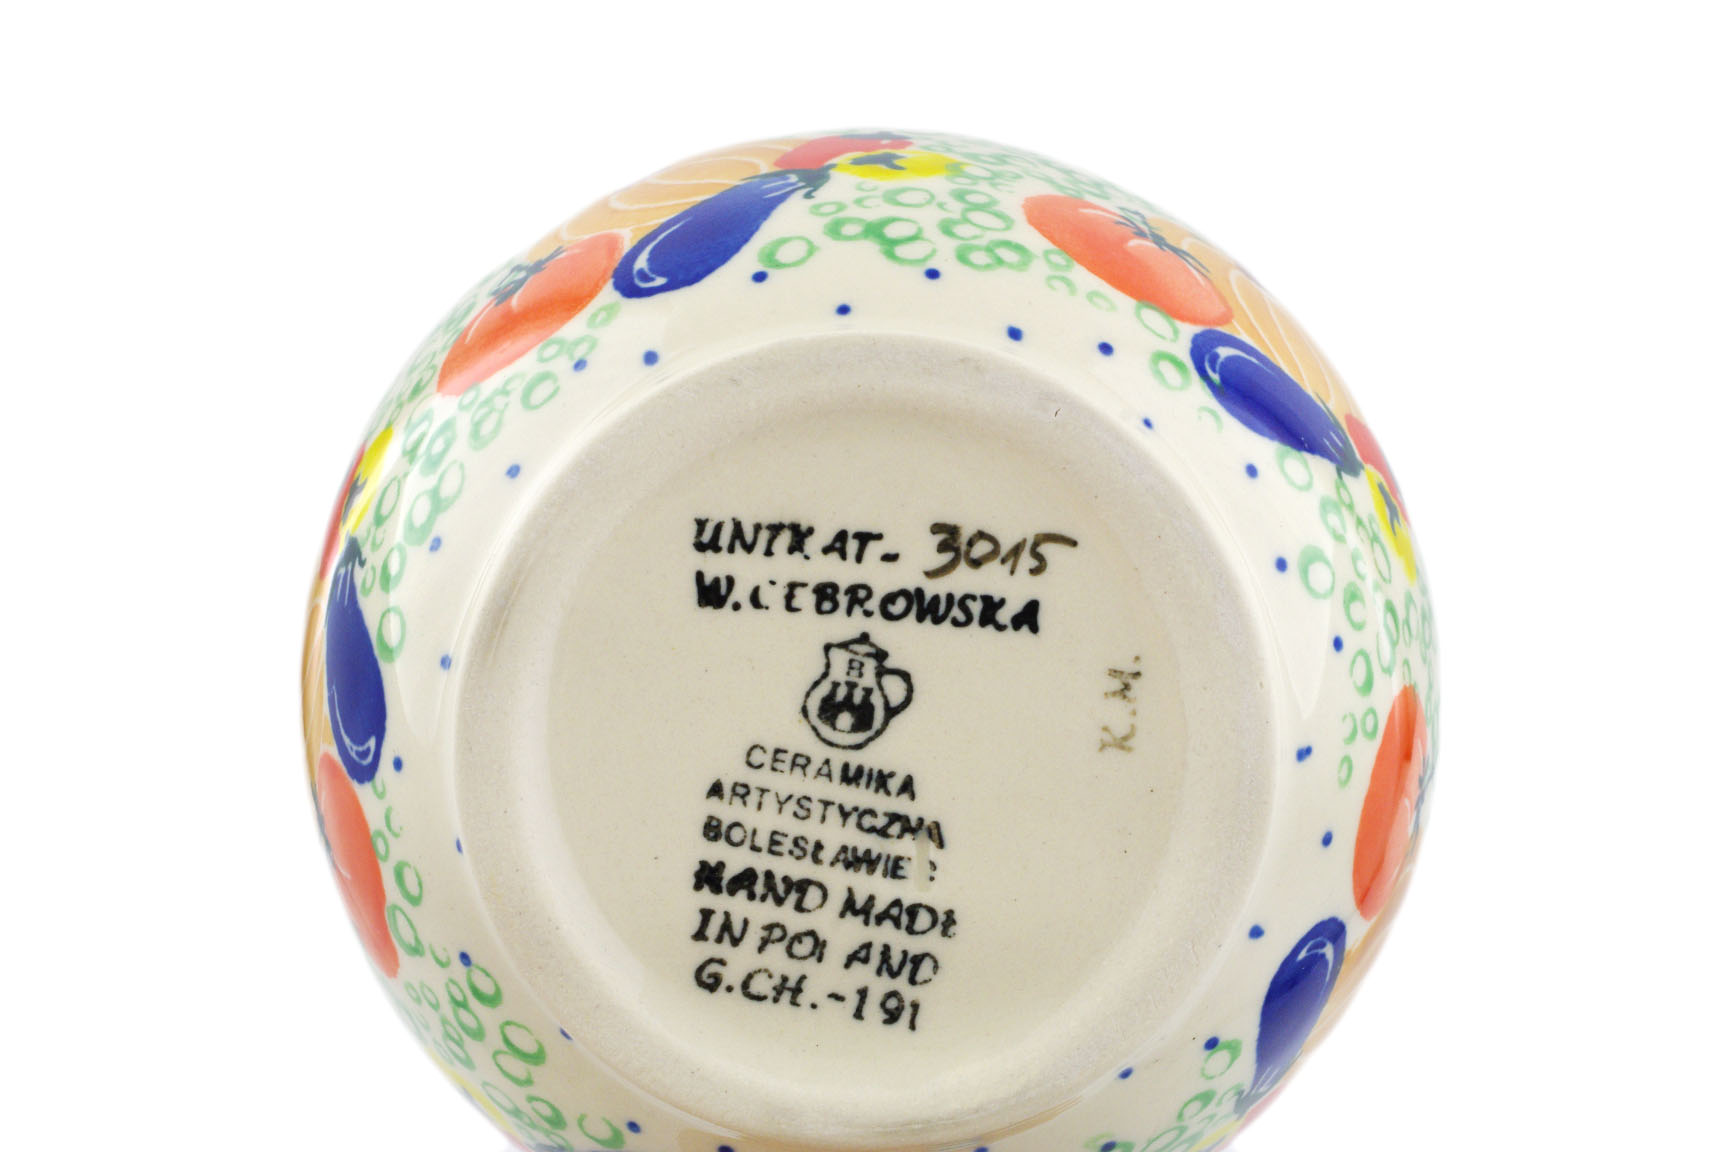 UNIKAT- 3015
W.CEBROWSKA
B
CERAMIKA
ARTYSTYCZNA
BOLESŁAWIEC
HAND MADE
IN POLAND
G.CH.-191
K.M.